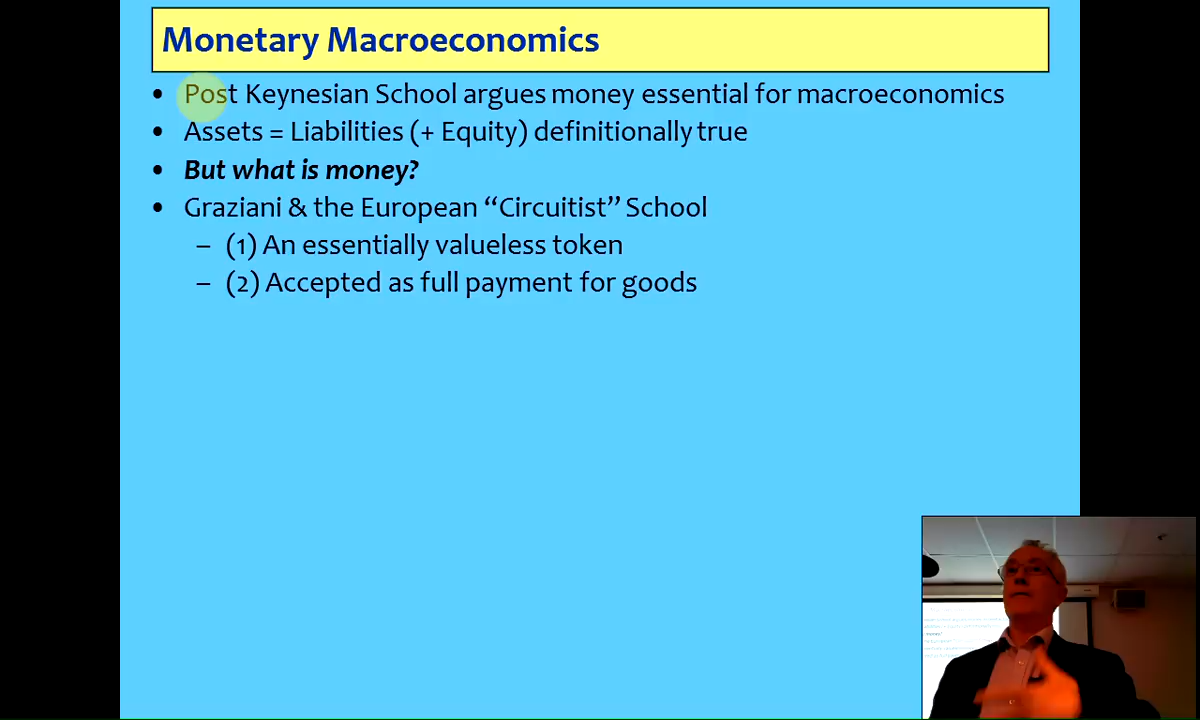 Monetary Macroeconomics
• Post Keynesian School argues money essential for macroeconomics
• Assets = Liabilities (+ Equity) definitionally true
• But what is money?
• Graziani & the European “Circuitist” School
– (1) An essentially valueless token
– (2) Accepted as full payment for goods